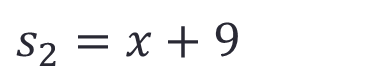 s₂ = x + 9